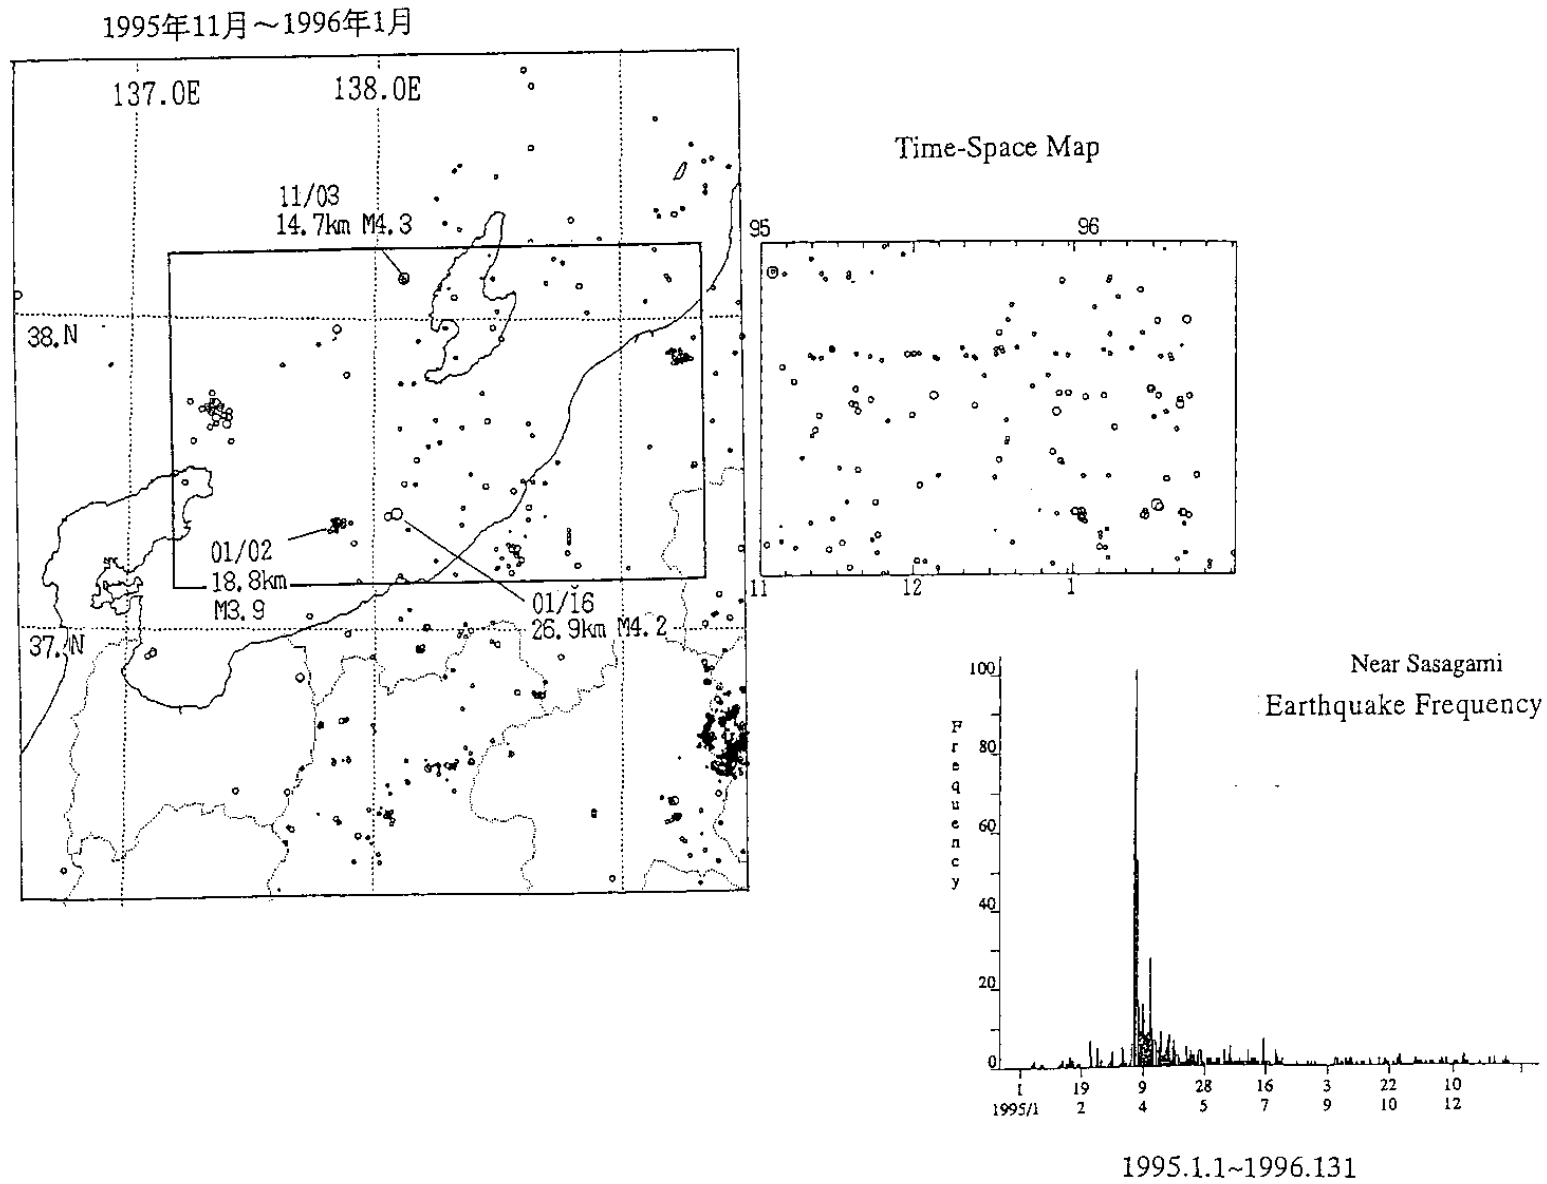 1995年11月～1996年1月
137.0E
138.0E
11/03
14.7km M4.3
38.N
01/02
18.8km
M3.9
01/16
26.9km M4.2
37. N
Time-Space Map
95
96
11
12
1
Near Sasagami
Earthquake Frequency
Frequency
100
80
60
40
20
0
1 19 9 28 16 3 22 10
1995/1 2 4 5 7 9 10 12
1995.1.1~1996.131